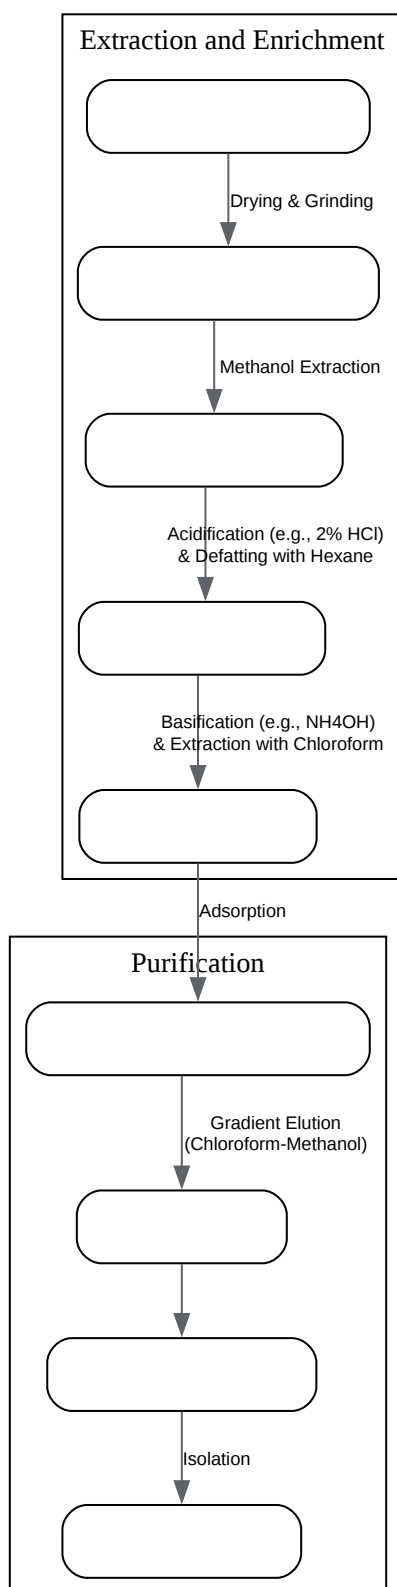 Extraction and Enrichment
Drying & Grinding
Methanol Extraction
Acidification (e.g., 2% HCl)
& Defatting with Hexane
Basification (e.g., NH4OH)
& Extraction with Chloroform
Adsorption
Purification
Gradient Elution
(Chloroform-Methanol)
Isolation